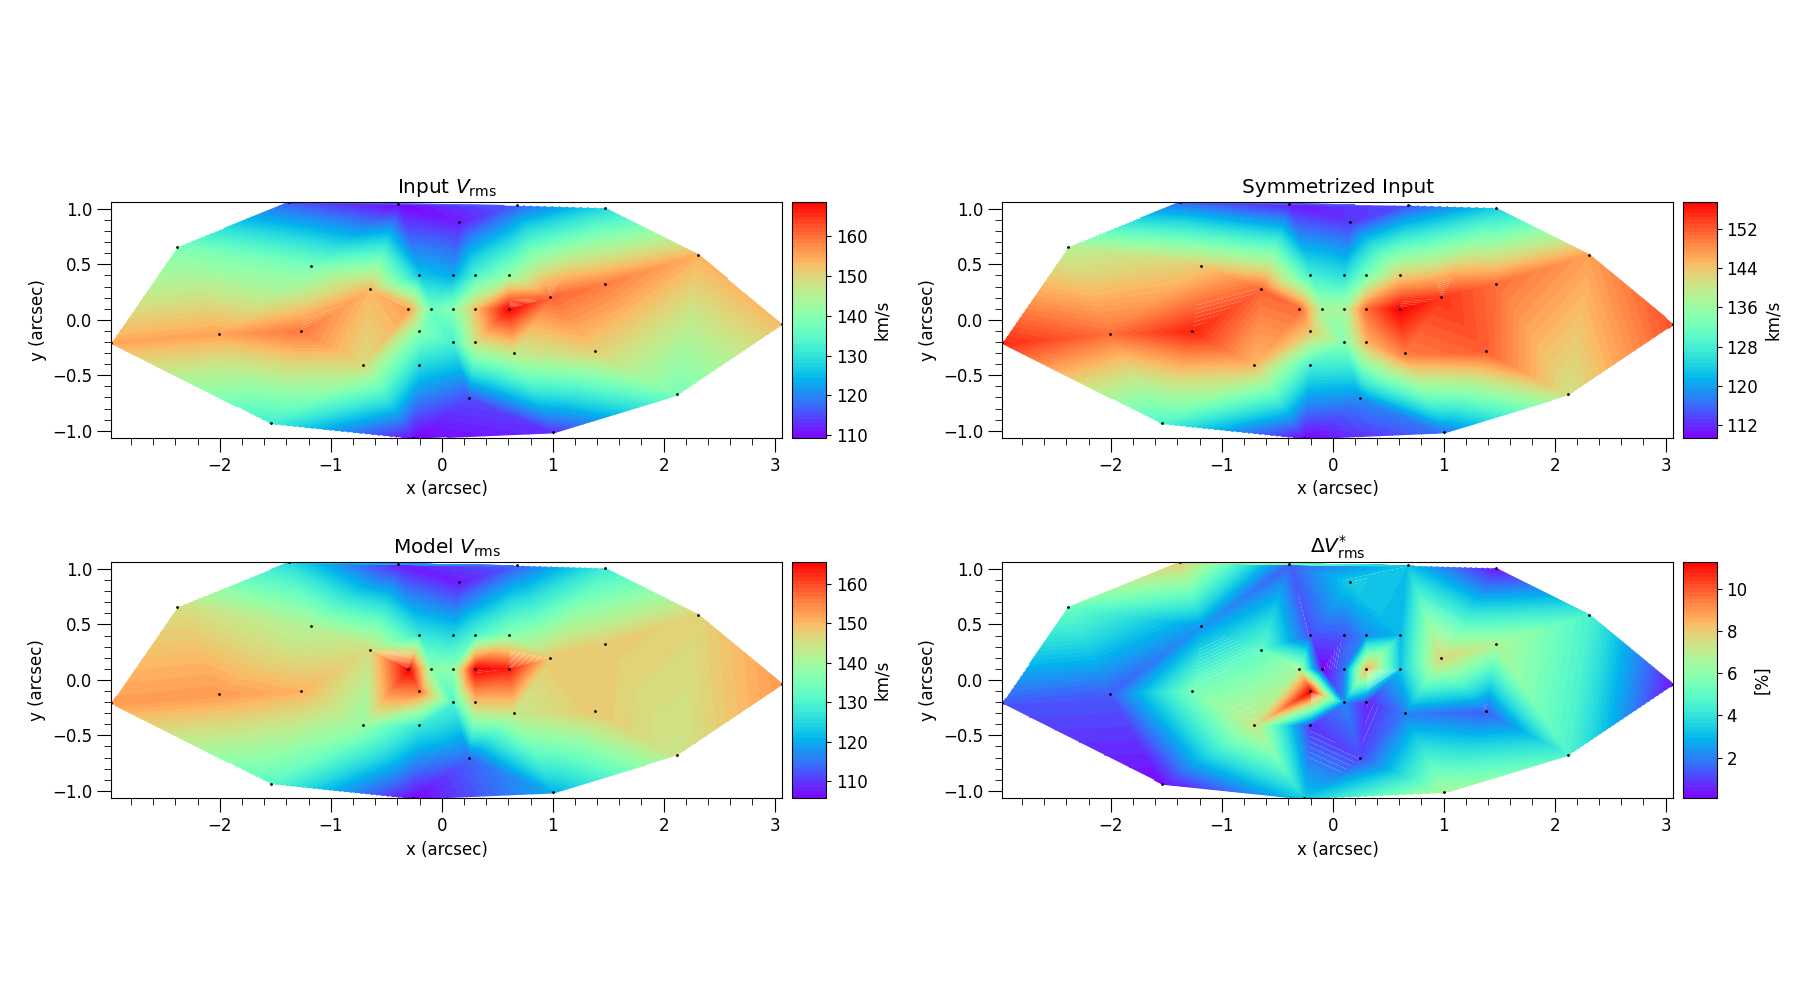 Input V_rms
1.0
0.5
0.0
−0.5
−1.0
y (arcsec)
−2 −1 0 1 2 3
x (arcsec)
160
150
140
130
120
110
km/s
Symmetrized Input
1.0
0.5
0.0
−0.5
−1.0
y (arcsec)
−2 −1 0 1 2 3
x (arcsec)
152
144
136
128
120
112
km/s
Model V_rms
1.0
0.5
0.0
−0.5
−1.0
y (arcsec)
−2 −1 0 1 2 3
x (arcsec)
160
150
140
130
120
110
km/s
ΔV*_rms
1.0
0.5
0.0
−0.5
−1.0
y (arcsec)
−2 −1 0 1 2 3
x (arcsec)
10
8
6
4
2
[%]